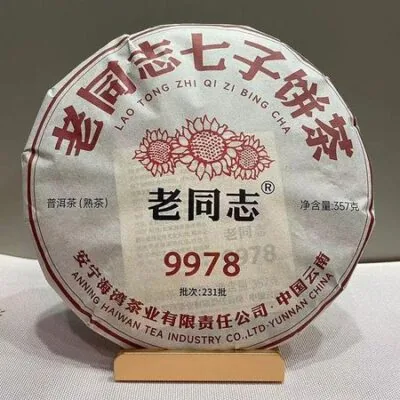 老同志七子饼茶
LAO TONG ZHI QI ZI BING CHA
普洱茶(熟茶)
老同志®
净含量:357克
9978
批次:231批
安宁海湾茶业有限责任公司·中国云南
ANNING HAIWAN TEA INDUSTRY CO.,LTD-YUNNAN CHINA